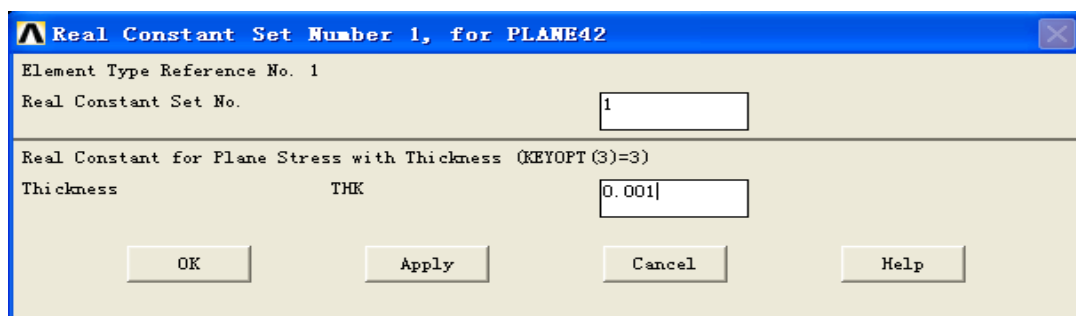 Real Constant Set Number 1, for PLANE42
Element Type Reference No. 1
Real Constant Set No. 1
Real Constant for Plane Stress with Thickness (KEYOPT(3)=3)
Thickness THK 0.001
OK Apply Cancel Help